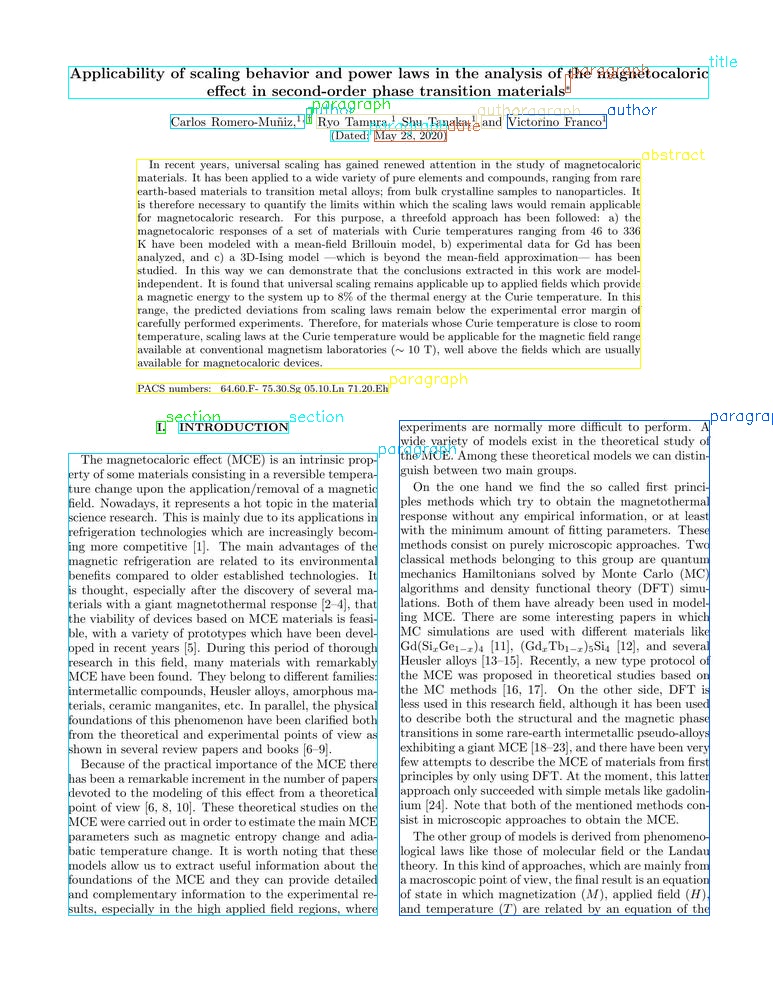 title
Applicability of scaling behavior and power laws in the analysis of the magnetocaloric
paragraph
effect in second-order phase transition materials*
paragraph
author
author
paragraph
author
Carlos Romero-Muñiz,1, † Ryo Tamura,1 Shu Tanaka,1 and Victorino Franco1
paragraph
date
(Dated: May 28, 2020)
abstract
In recent years, universal scaling has gained renewed attention in the study of magnetocaloric
materials. It has been applied to a wide variety of pure elements and compounds, ranging from rare
earth-based materials to transition metal alloys; from bulk crystalline samples to nanoparticles. It
is therefore necessary to quantify the limits within which the scaling laws would remain applicable
for magnetocaloric research. For this purpose, a threefold approach has been followed: a) the
magnetocaloric responses of a set of materials with Curie temperatures ranging from 46 to 336
K have been modeled with a mean-field Brillouin model, b) experimental data for Gd has been
analyzed, and c) a 3D-Ising model —which is beyond the mean-field approximation— has been
studied. In this way we can demonstrate that the conclusions extracted in this work are model-
independent. It is found that universal scaling remains applicable up to applied fields which provide
a magnetic energy to the system up to 8% of the thermal energy at the Curie temperature. In this
range, the predicted deviations from scaling laws remain below the experimental error margin of
carefully performed experiments. Therefore, for materials whose Curie temperature is close to room
temperature, scaling laws at the Curie temperature would be applicable for the magnetic field range
available at conventional magnetism laboratories (∼ 10 T), well above the fields which are usually
available for magnetocaloric devices.
paragraph
PACS numbers: 64.60.F- 75.30.Sg 05.10.Ln 71.20.Eh
section
section
I. INTRODUCTION
paragraph
The magnetocaloric effect (MCE) is an intrinsic prop-
erty of some materials consisting in a reversible tempera-
ture change upon the application/removal of a magnetic
field. Nowadays, it represents a hot topic in the material
science research. This is mainly due to its applications in
refrigeration technologies which are increasingly becom-
ing more competitive [1]. The main advantages of the
magnetic refrigeration are related to its environmental
benefits compared to older established technologies. It
is thought, especially after the discovery of several ma-
terials with a giant magnetothermal response [2–4], that
the viability of devices based on MCE materials is feasi-
ble, with a variety of prototypes which have been devel-
oped in recent years [5]. During this period of thorough
research in this field, many materials with remarkably
MCE have been found. They belong to different families:
intermetallic compounds, Heusler alloys, amorphous ma-
terials, ceramic manganites, etc. In parallel, the physical
foundations of this phenomenon have been clarified both
from the theoretical and experimental points of view as
shown in several review papers and books [6–9].
Because of the practical importance of the MCE there
has been a remarkable increment in the number of papers
devoted to the modeling of this effect from a theoretical
point of view [6, 8, 10]. These theoretical studies on the
MCE were carried out in order to estimate the main MCE
parameters such as magnetic entropy change and adia-
batic temperature change. It is worth noting that these
models allow us to extract useful information about the
foundations of the MCE and they can provide detailed
and complementary information to the experimental re-
sults, especially in the high applied field regions, where
paragraph
experiments are normally more difficult to perform. A
wide variety of models exist in the theoretical study of
the MCE. Among these theoretical models we can distin-
guish between two main groups.
On the one hand we find the so called first princi-
ples methods which try to obtain the magnetothermal
response without any empirical information, or at least
with the minimum amount of fitting parameters. These
methods consist on purely microscopic approaches. Two
classical methods belonging to this group are quantum
mechanics Hamiltonians solved by Monte Carlo (MC)
algorithms and density functional theory (DFT) simu-
lations. Both of them have already been used in model-
ing MCE. There are some interesting papers in which
MC simulations are used with different materials like
Gd(SixGe1−x)4 [11], (GdxTb1−x)5Si4 [12], and several
Heusler alloys [13–15]. Recently, a new type protocol of
the MCE was proposed in theoretical studies based on
the MC methods [16, 17]. On the other side, DFT is
less used in this research field, although it has been used
to describe both the structural and the magnetic phase
transitions in some rare-earth intermetallic pseudo-alloys
exhibiting a giant MCE [18–23], and there have been very
few attempts to describe the MCE of materials from first
principles by only using DFT. At the moment, this latter
approach only succeeded with simple metals like gadolin-
ium [24]. Note that both of the mentioned methods con-
sist in microscopic approaches to obtain the MCE.
The other group of models is derived from phenomeno-
logical laws like those of molecular field or the Landau
theory. In this kind of approaches, which are mainly from
a macroscopic point of view, the final result is an equation
of state in which magnetization (M), applied field (H),
and temperature (T) are related by an equation of the